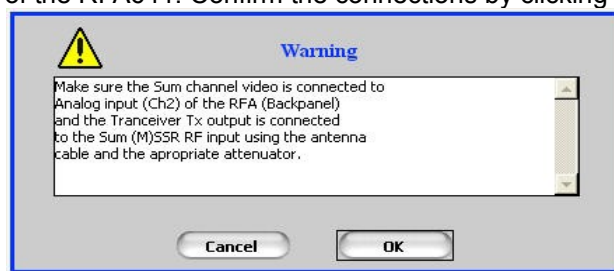 of the RFA641. Confirm the connections by clicking
Warning
Make sure the Sum channel video is connected to
Analog input (Ch2) of the RFA (Backpanel)
and the Tranceiver Tx output is connected
to the Sum (M)SSR RF input using the antenna
cable and the apropriate attenuator.
Cancel
OK